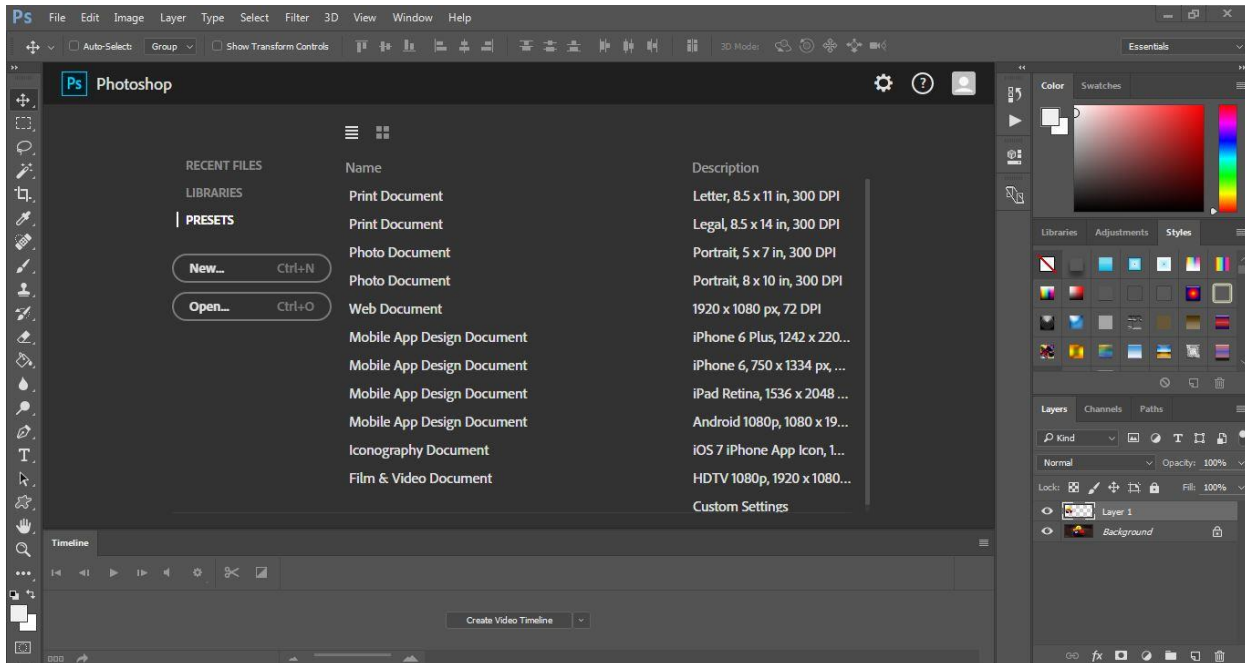 Ps File Edit Image Layer Type Select Filter 3D View Window Help
Auto-Select: Group Show Transform Controls 3D Mode: Essentials
Ps Photoshop ?
Color Swatches
RECENT FILES
LIBRARIES
PRESETS
New... Ctrl+N
Open... Ctrl+O
Name Description
Print Document Letter, 8.5 x 11 in, 300 DPI
Print Document Legal, 8.5 x 14 in, 300 DPI
Photo Document Portrait, 5 x 7 in, 300 DPI
Photo Document Portrait, 8 x 10 in, 300 DPI
Web Document 1920 x 1080 px, 72 DPI
Mobile App Design Document iPhone 6 Plus, 1242 x 220...
Mobile App Design Document iPhone 6, 750 x 1334 px, ...
Mobile App Design Document iPad Retina, 1536 x 2048 ...
Mobile App Design Document Android 1080p, 1080 x 19...
Iconography Document iOS 7 iPhone App Icon, 1...
Film & Video Document HDTV 1080p, 1920 x 1080...
Custom Settings
Libraries Adjustments Styles
Layers Channels Paths
Kind T
Normal Opacity: 100%
Lock: Fill: 100%
Layer 1
Background
fx
T
Timeline
Create Video Timeline